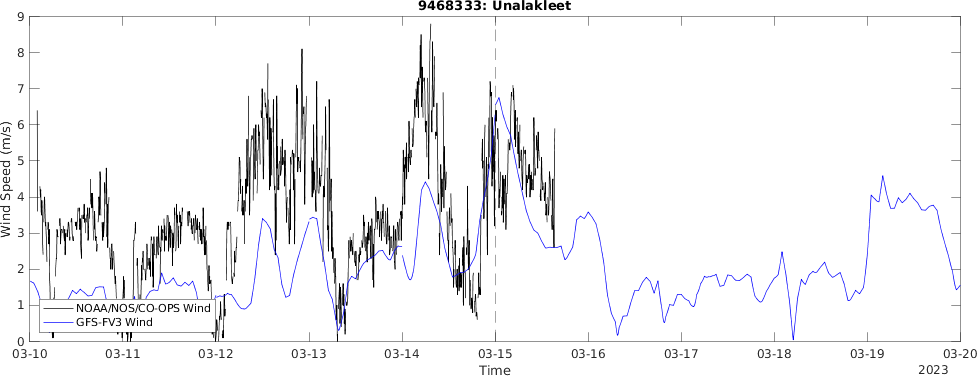 9468333: Unalakleet
9
8
7
6
5
4
3
2
1
0
Wind Speed (m/s)
NOAA/NOS/CO-OPS Wind
GFS-FV3 Wind
03-10 03-11 03-12 03-13 03-14 03-15 03-16 03-17 03-18 03-19 03-20
Time
2023